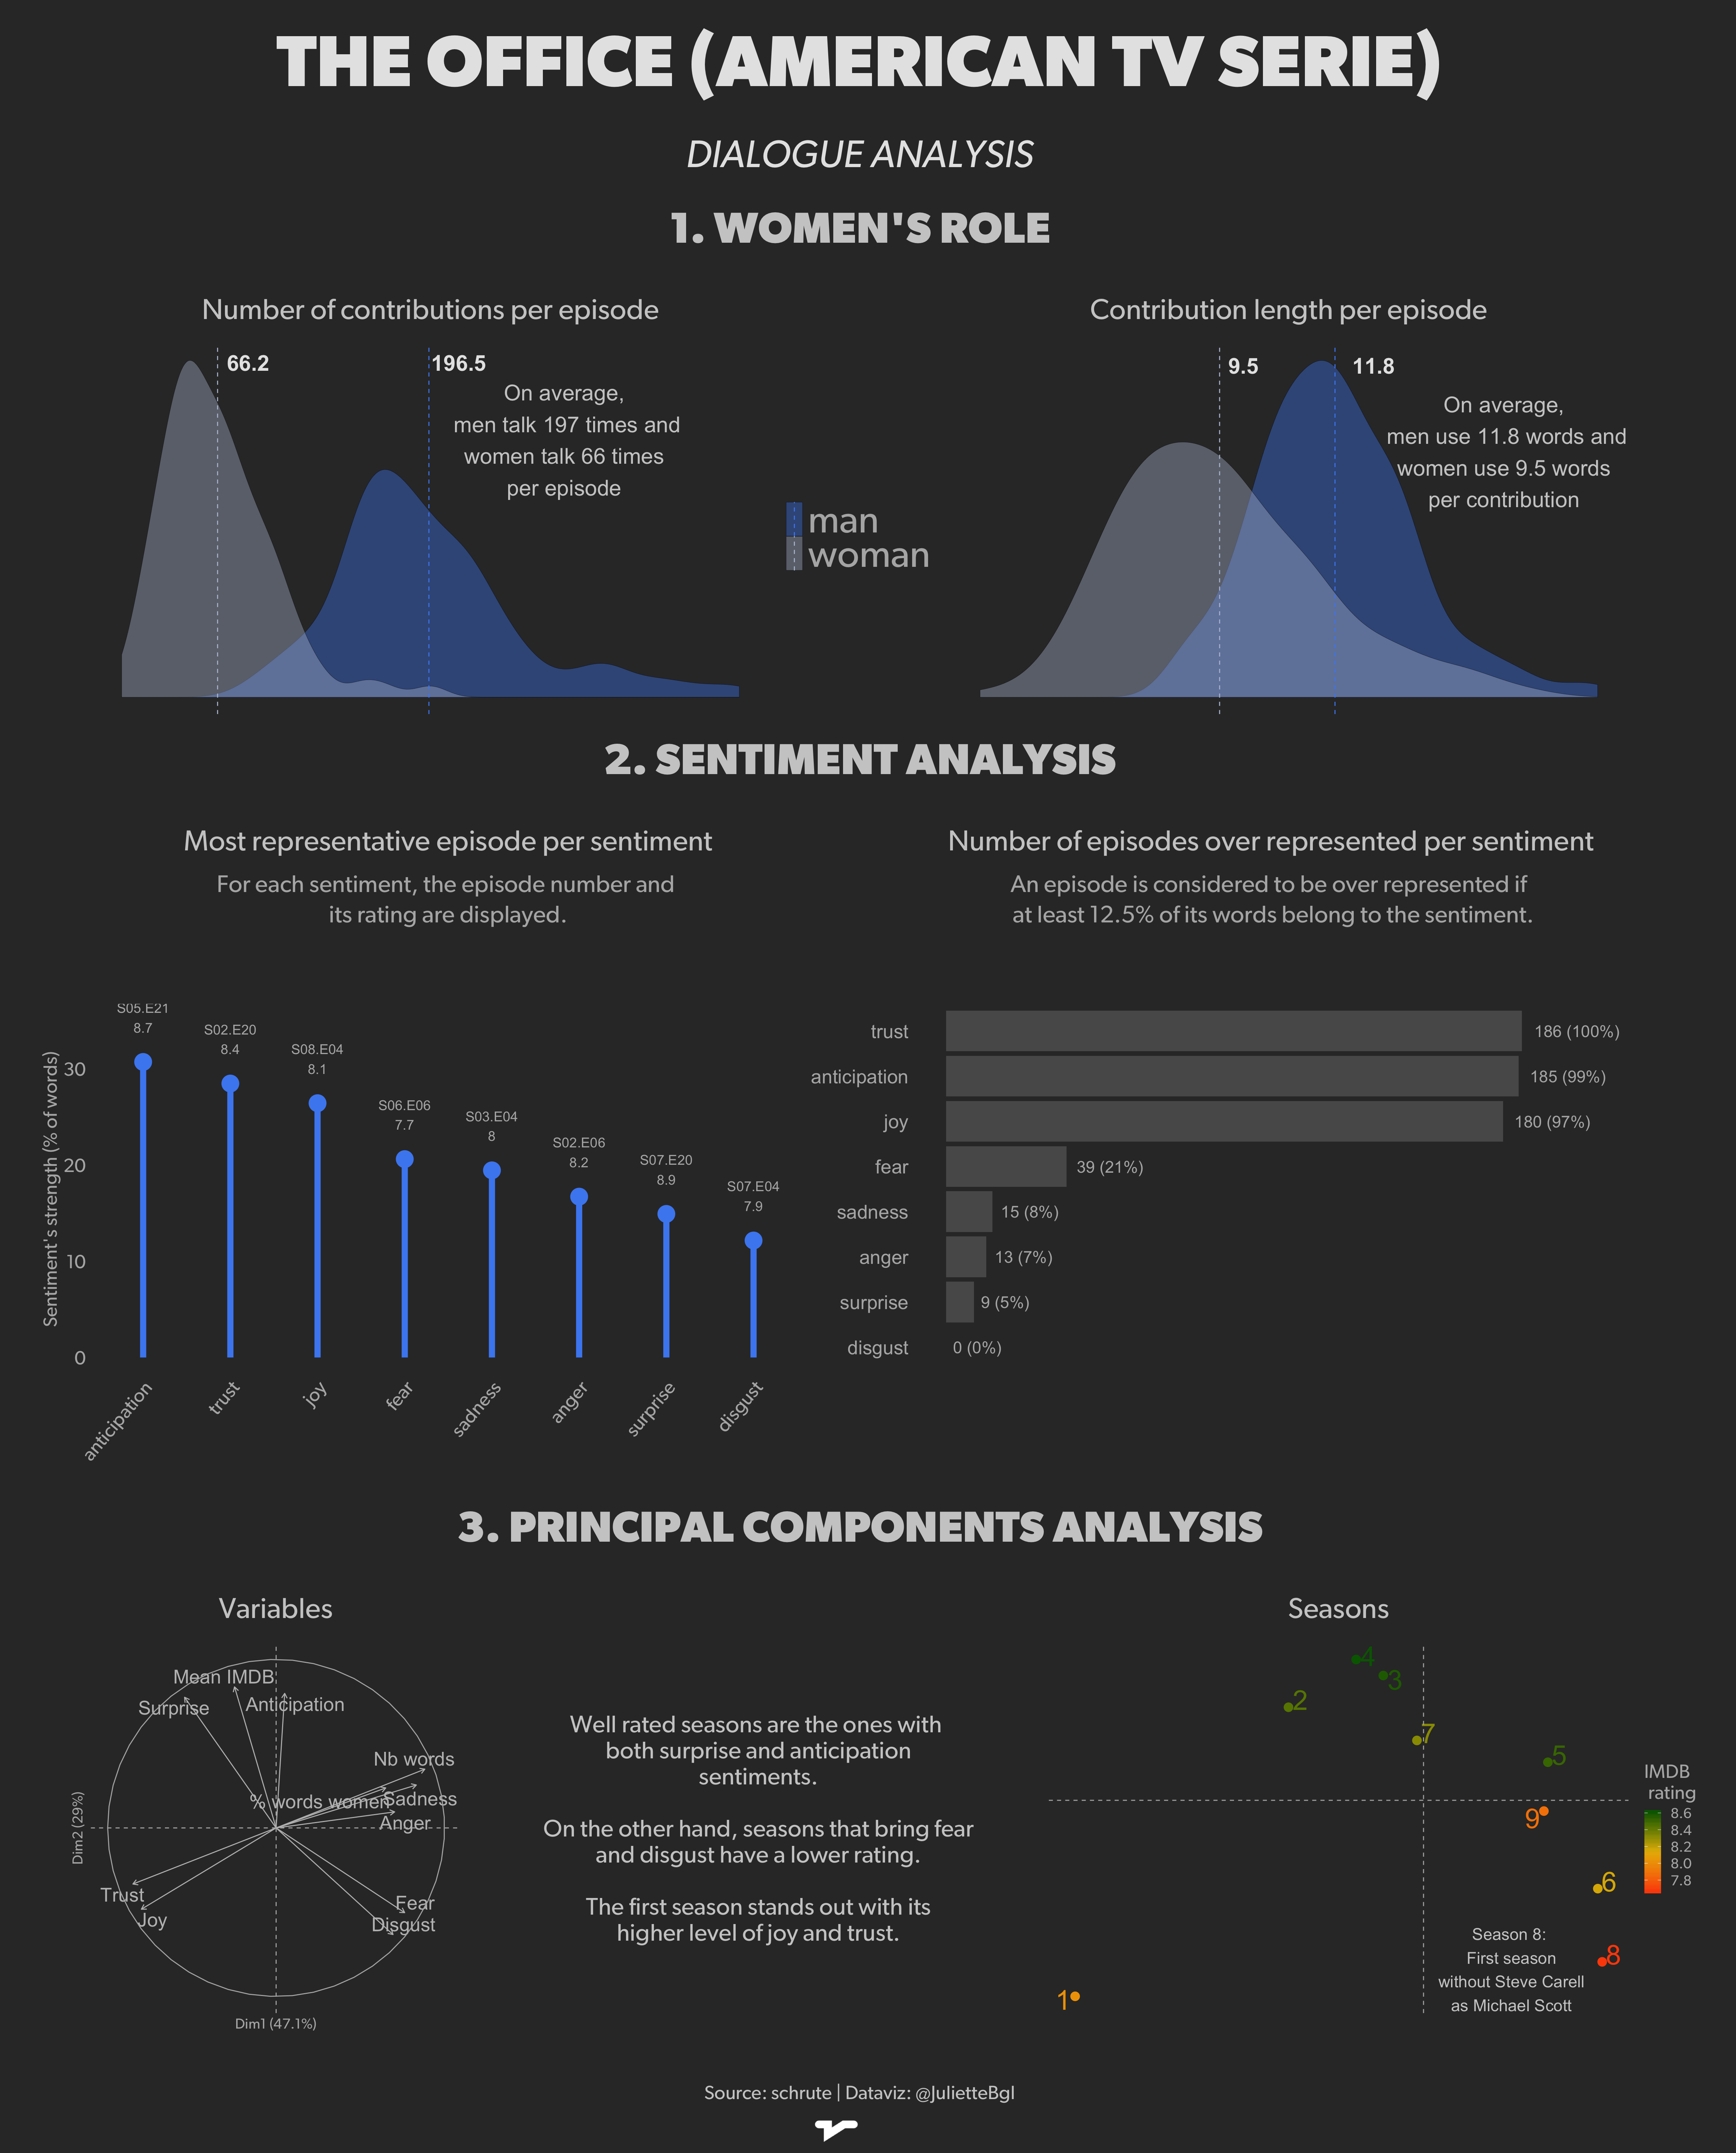 THE OFFICE (AMERICAN TV SERIE)
DIALOGUE ANALYSIS
1. WOMEN'S ROLE
Number of contributions per episode
66.2
196.5
On average,
men talk 197 times and
women talk 66 times
per episode
man
woman
Contribution length per episode
9.5
11.8
On average,
men use 11.8 words and
women use 9.5 words
per contribution
2. SENTIMENT ANALYSIS
Most representative episode per sentiment
For each sentiment, the episode number and
its rating are displayed.
Sentiment's strength (% of words)
30
20
10
0
S05.E21
8.7
S02.E20
8.4
S08.E04
8.1
S06.E06
7.7
S03.E04
8
S02.E06
8.2
S07.E20
8.9
S07.E04
7.9
anticipation
trust
joy
fear
sadness
anger
surprise
disgust
Number of episodes over represented per sentiment
An episode is considered to be over represented if
at least 12.5% of its words belong to the sentiment.
trust 186 (100%)
anticipation 185 (99%)
joy 180 (97%)
fear 39 (21%)
sadness 15 (8%)
anger 13 (7%)
surprise 9 (5%)
disgust 0 (0%)
3. PRINCIPAL COMPONENTS ANALYSIS
Variables
Mean IMDB
Surprise
Anticipation
Nb words
% words women
Sadness
Anger
Trust
Joy
Fear
Disgust
Dim2 (29%)
Dim1 (47.1%)
Well rated seasons are the ones with
both surprise and anticipation
sentiments.
On the other hand, seasons that bring fear
and disgust have a lower rating.
The first season stands out with its
higher level of joy and trust.
Seasons
4
3
2
7
5
9
6
8
1
Season 8:
First season
without Steve Carell
as Michael Scott
IMDB
rating
8.6
8.4
8.2
8.0
7.8
Source: schrute | Dataviz: @JulietteBgl